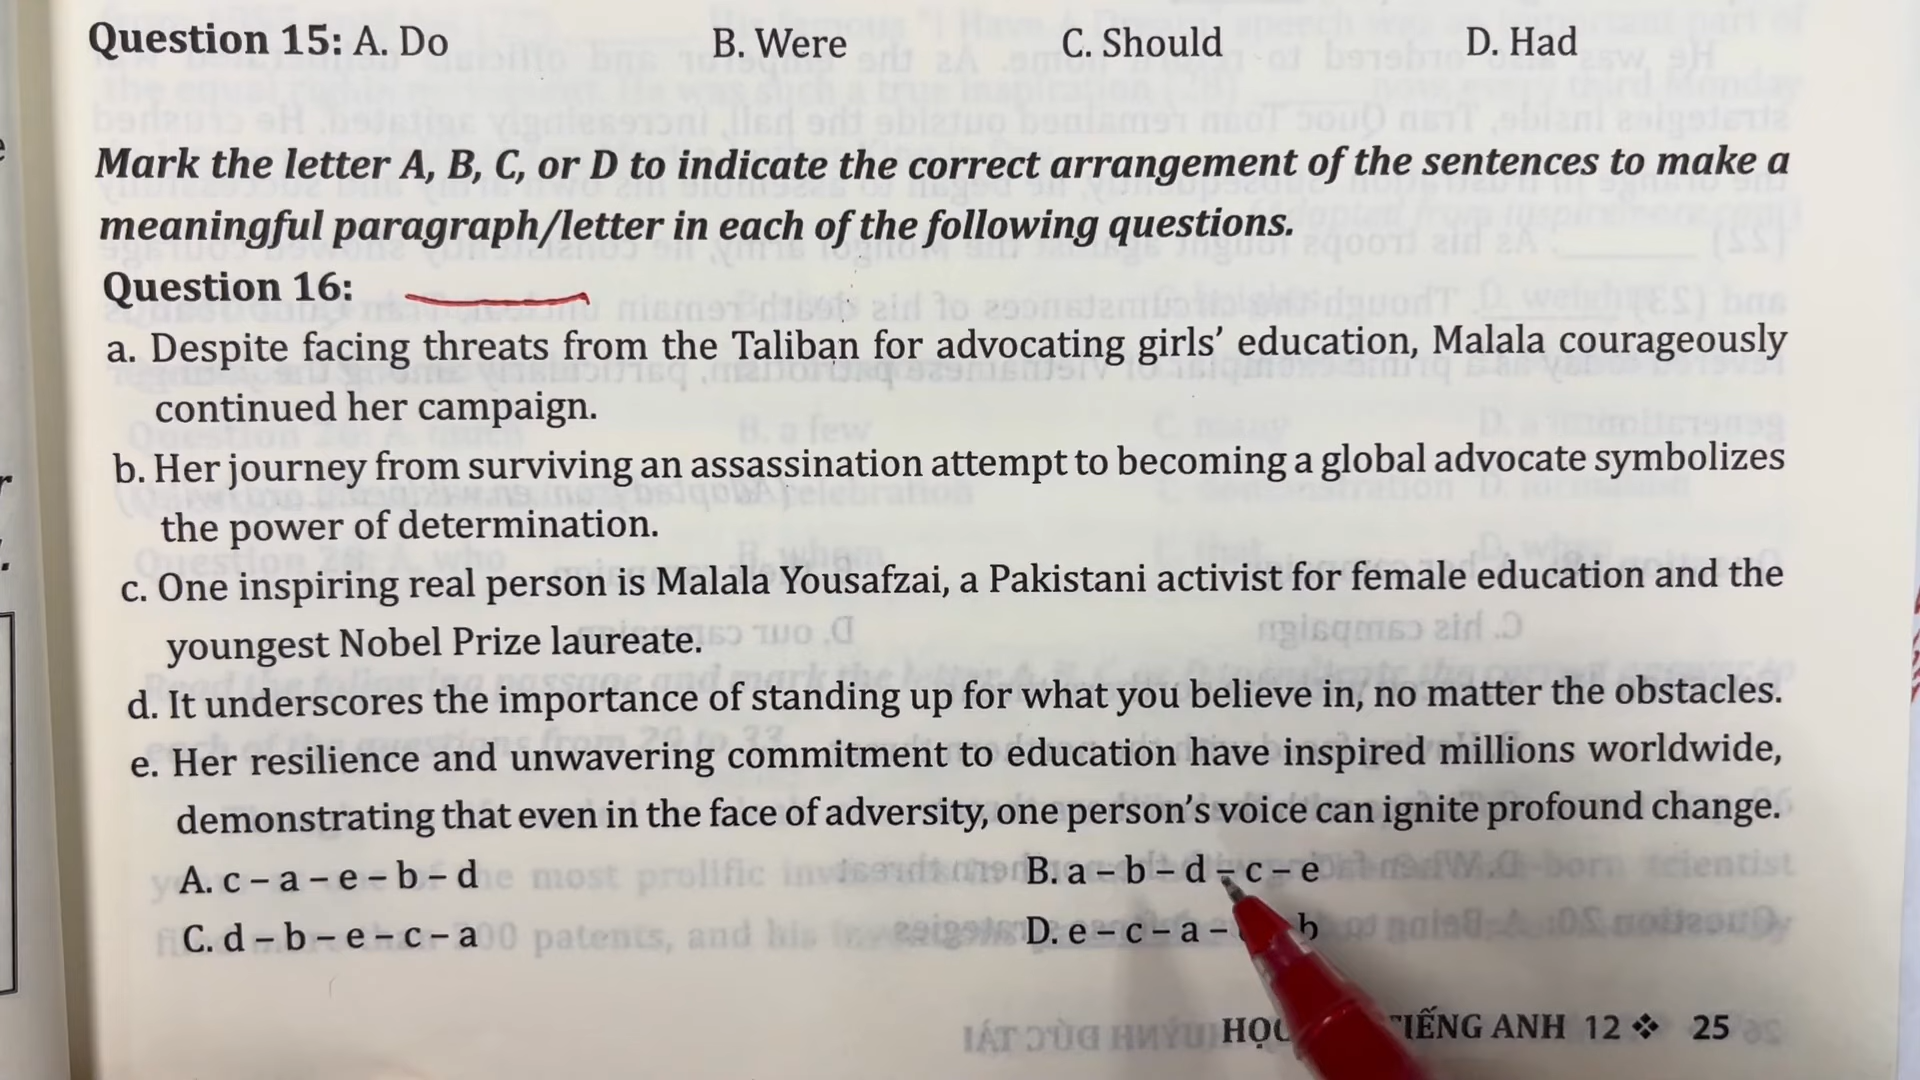 Question 15: A. Do B. Were C. Should D. Had
Mark the letter A, B, C, or D to indicate the correct arrangement of the sentences to make a
meaningful paragraph/letter in each of the following questions.
Question 16:
a. Despite facing threats from the Taliban for advocating girls' education, Malala courageously
continued her campaign.
b. Her journey from surviving an assassination attempt to becoming a global advocate symbolizes
the power of determination.
c. One inspiring real person is Malala Yousafzai, a Pakistani activist for female education and the
youngest Nobel Prize laureate.
d. It underscores the importance of standing up for what you believe in, no matter the obstacles.
e. Her resilience and unwavering commitment to education have inspired millions worldwide,
demonstrating that even in the face of adversity, one person's voice can ignite profound change.
A. c – a – e – b – d B. a – b – d – c – e
C. d – b – e – c – a D. e – c – a – b
TIẾNG ANH 12 ❖ 25